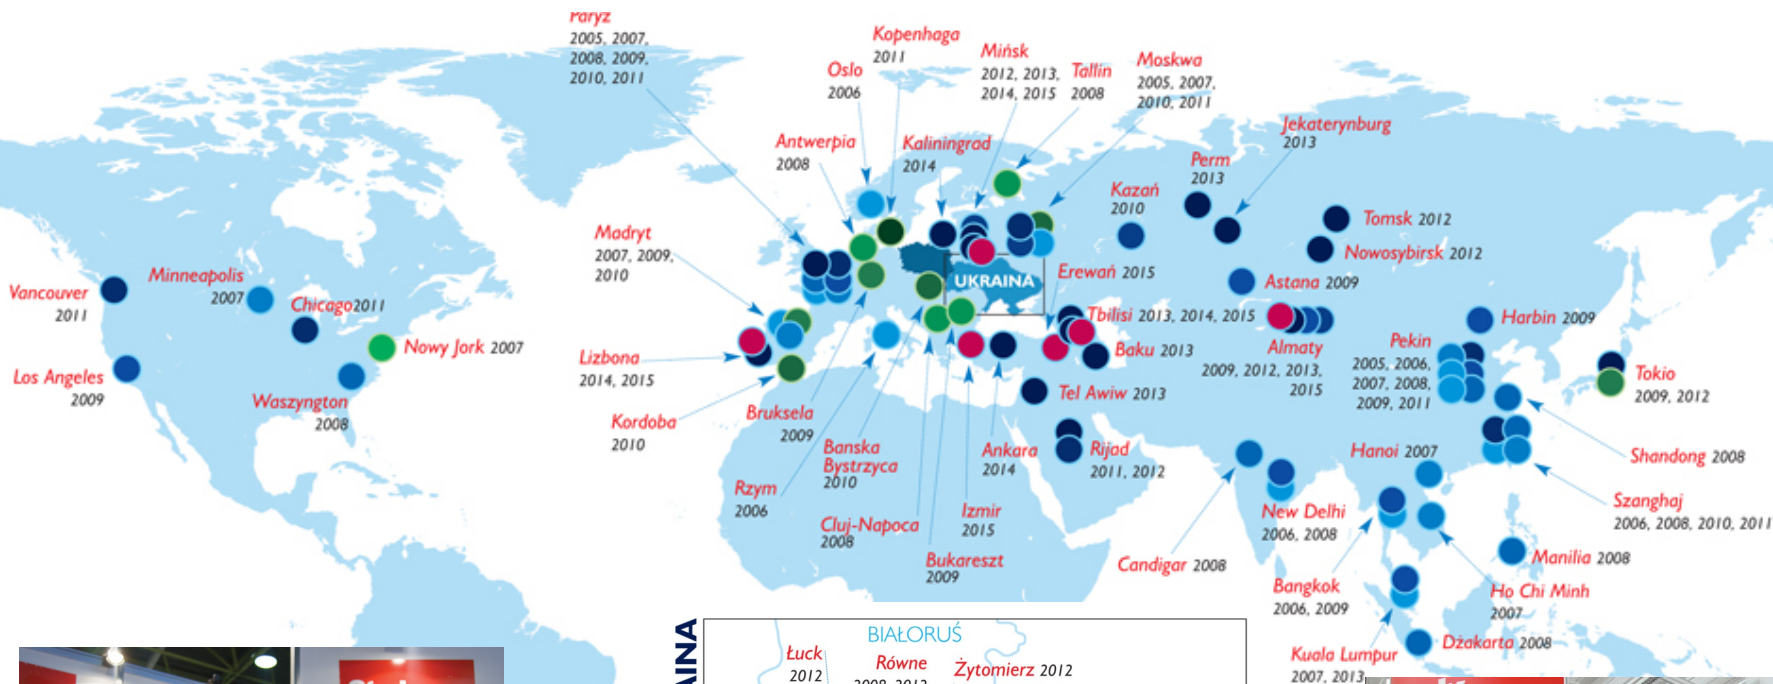 Paryż
2005, 2007,
2008, 2009,
2010, 2011
Kopenhaga
2011
Oslo
2006
Mińsk
2012, 2013,
2014, 2015
Tallin
2008
Moskwa
2005, 2007,
2010, 2011
Antwerpia
2008
Kaliningrad
2014
Jekaterynburg
2013
Perm
2013
Kazań
2010
Tomsk 2012
Nowosybirsk 2012
Madryt
2007, 2009,
2010
UKRAINA
Erewań 2015
Astana 2009
Vancouver
2011
Minneapolis
2007
Chicago2011
Nowy Jork 2007
Los Angeles
2009
Waszyngton
2008
Tbilisi 2013, 2014, 2015
Baku 2013
Almaty
2009, 2012, 2013,
2015
Harbin 2009
Pekin
2005, 2006,
2007, 2008,
2009, 2011
Tokio
2009, 2012
Lizbona
2014, 2015
Kordoba
2010
Bruksela
2009
Tel Awiw 2013
Rzym
2006
Banska
Bystrzyca
2010
Ankara
2014
Rijad
2011, 2012
Hanoi 2007
Shandong 2008
Cluj-Napoca
2008
Izmir
2015
Bukareszt
2009
New Delhi
2006, 2008
Szanghaj
2006, 2008, 2010, 2011
Candigar 2008
Manilia 2008
Bangkok
2006, 2009
Ho Chi Minh
2007
Dżakarta 2008
Kuala Lumpur
2007, 2013
BIAŁORUŚ
Łuck
2012
Równe
2008, 2012
Żytomierz 2012